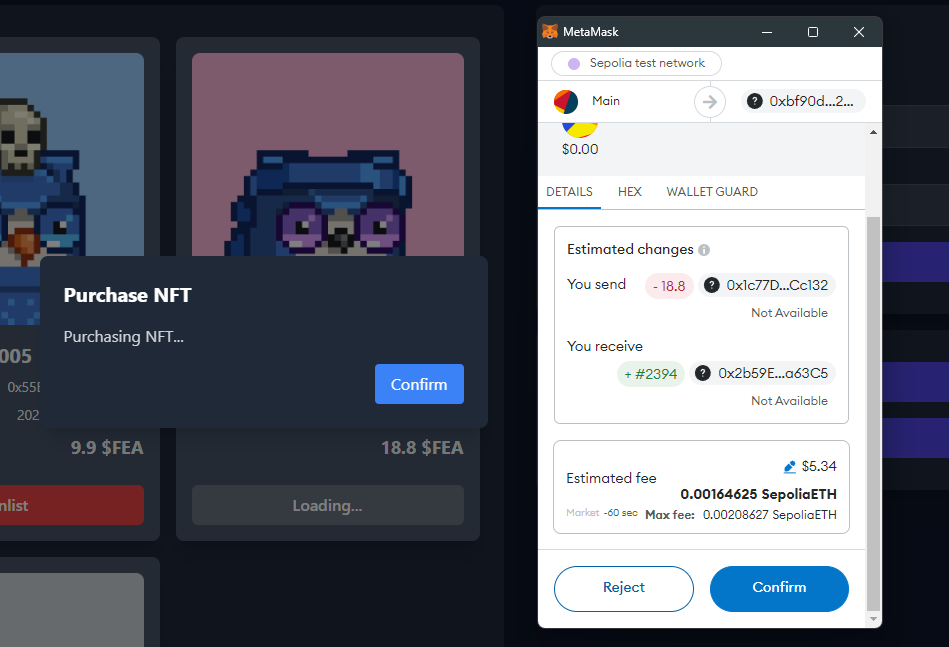 005
0x55E
202
9.9 $FEA
nlist
Purchase NFT
Purchasing NFT...
Confirm
18.8 $FEA
Loading...
MetaMask
Sepolia test network
Main
0xbf90d...2...
$0.00
DETAILS
HEX
WALLET GUARD
Estimated changes
You send
- 18.8
0x1c77D...Cc132
Not Available
You receive
+ #2394
0x2b59E...a63C5
Not Available
Estimated fee
$5.34
0.00164625 SepoliaETH
Market ~60 sec Max fee: 0.00208627 SepoliaETH
Reject
Confirm